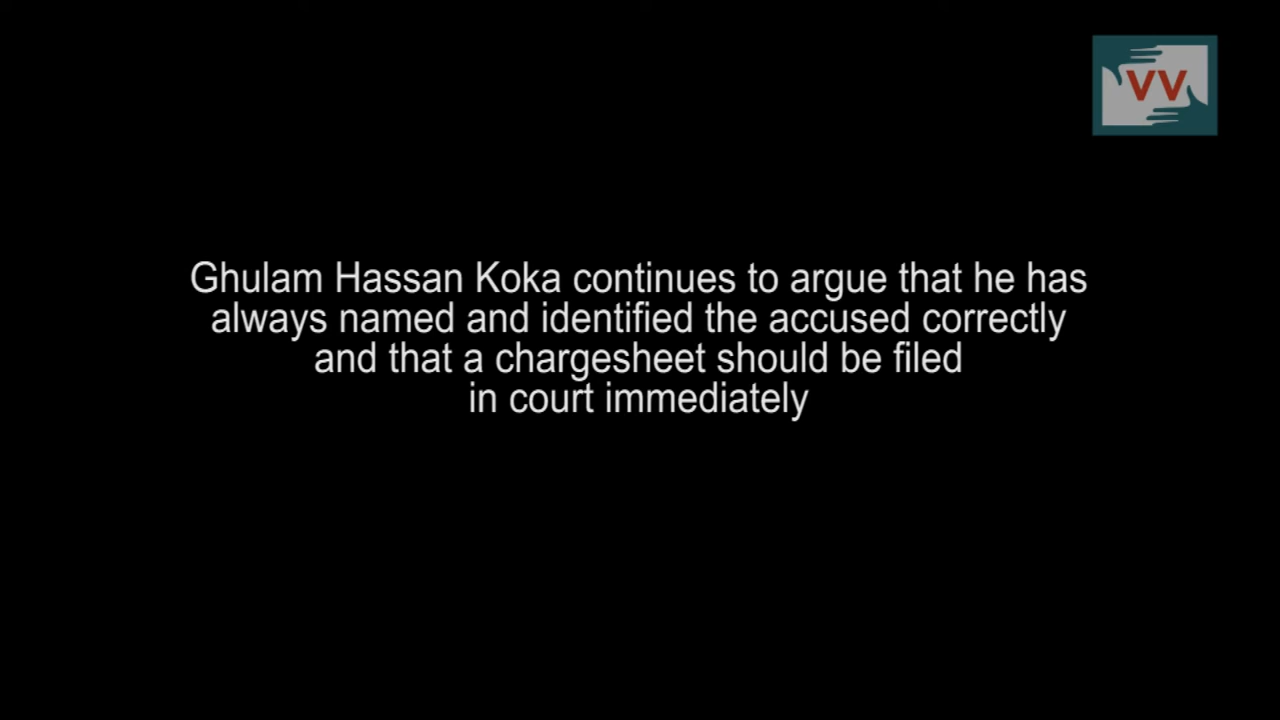 VV
Ghulam Hassan Koka continues to argue that he has
always named and identified the accused correctly
and that a chargesheet should be filed
in court immediately